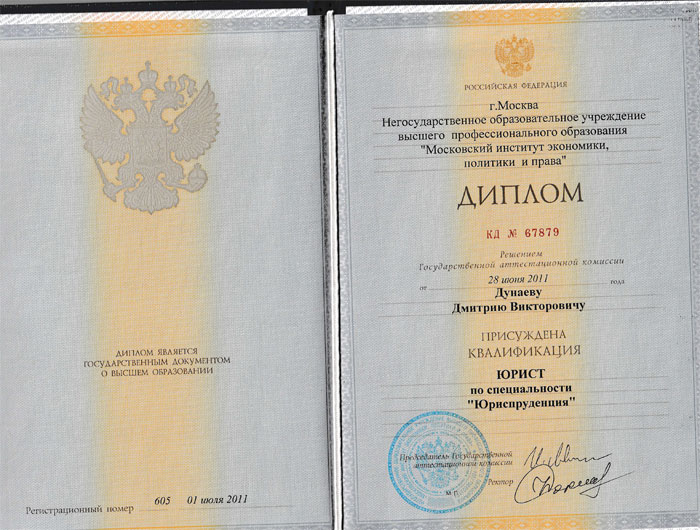 ДИПЛОМ ЯВЛЯЕТСЯ
ГОСУДАРСТВЕННЫМ ДОКУМЕНТОМ
О ВЫСШЕМ ОБРАЗОВАНИИ
Регистрационный номер 605 01 июля 2011
РОССИЙСКАЯ ФЕДЕРАЦИЯ
г.Москва
Негосударственное образовательное учреждение
высшего профессионального образования
"Московский институт экономики,
политики и права"
ДИПЛОМ
КД № 67879
Решением
Государственной аттестационной комиссии
от 28 июня 2011 года
Дунаеву
Дмитрию Викторовичу
ПРИСУЖДЕНА
КВАЛИФИКАЦИЯ
ЮРИСТ
по специальности
"Юриспруденция"
Председатель Государственной
аттестационной комиссии
Ректор
М.П.